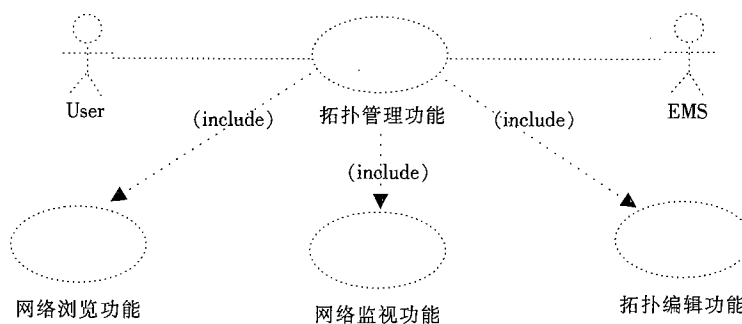 User
拓扑管理功能
EMS
(include)
(include)
(include)
网络浏览功能
网络监视功能
拓扑编辑功能